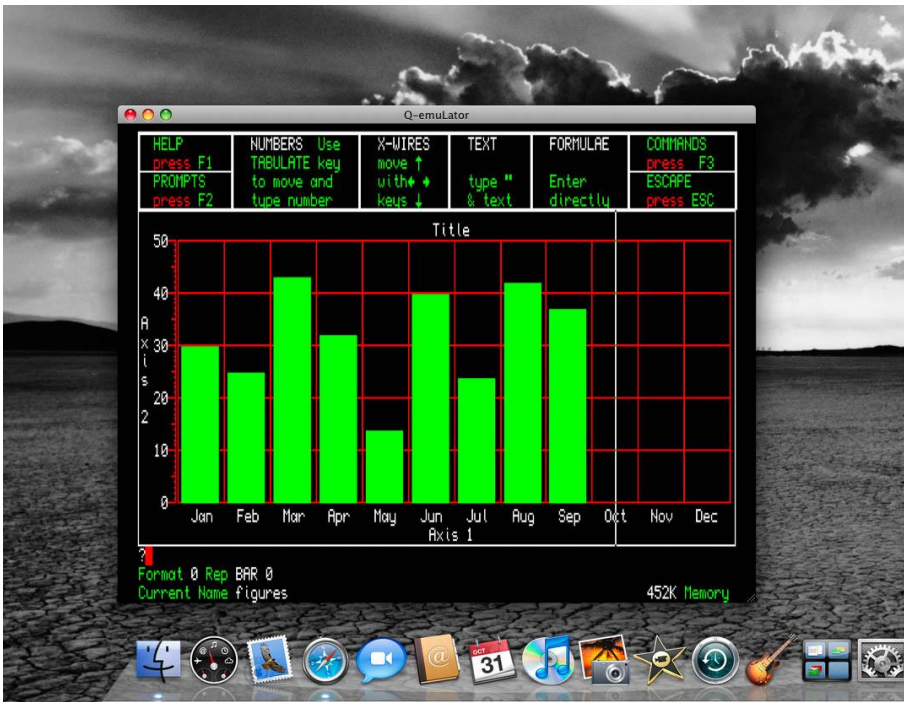 Q-emuLator
HELP
press F1
PROMPTS
press F2
NUMBERS Use
TABULATE key
to move and
type number
X-WIRES
move ↑
with← →
keys ↓
TEXT
type "
& text
FORMULAE
Enter
directly
COMMANDS
press F3
ESCAPE
press ESC
Title
50
40
30
20
10
0
Axis 2
Jan Feb Mar Apr May Jun Jul Aug Sep Oct Nov Dec
Axis 1
?
Format 0 Rep BAR 0
Current Name figures 452K Memory
@
OCT
31